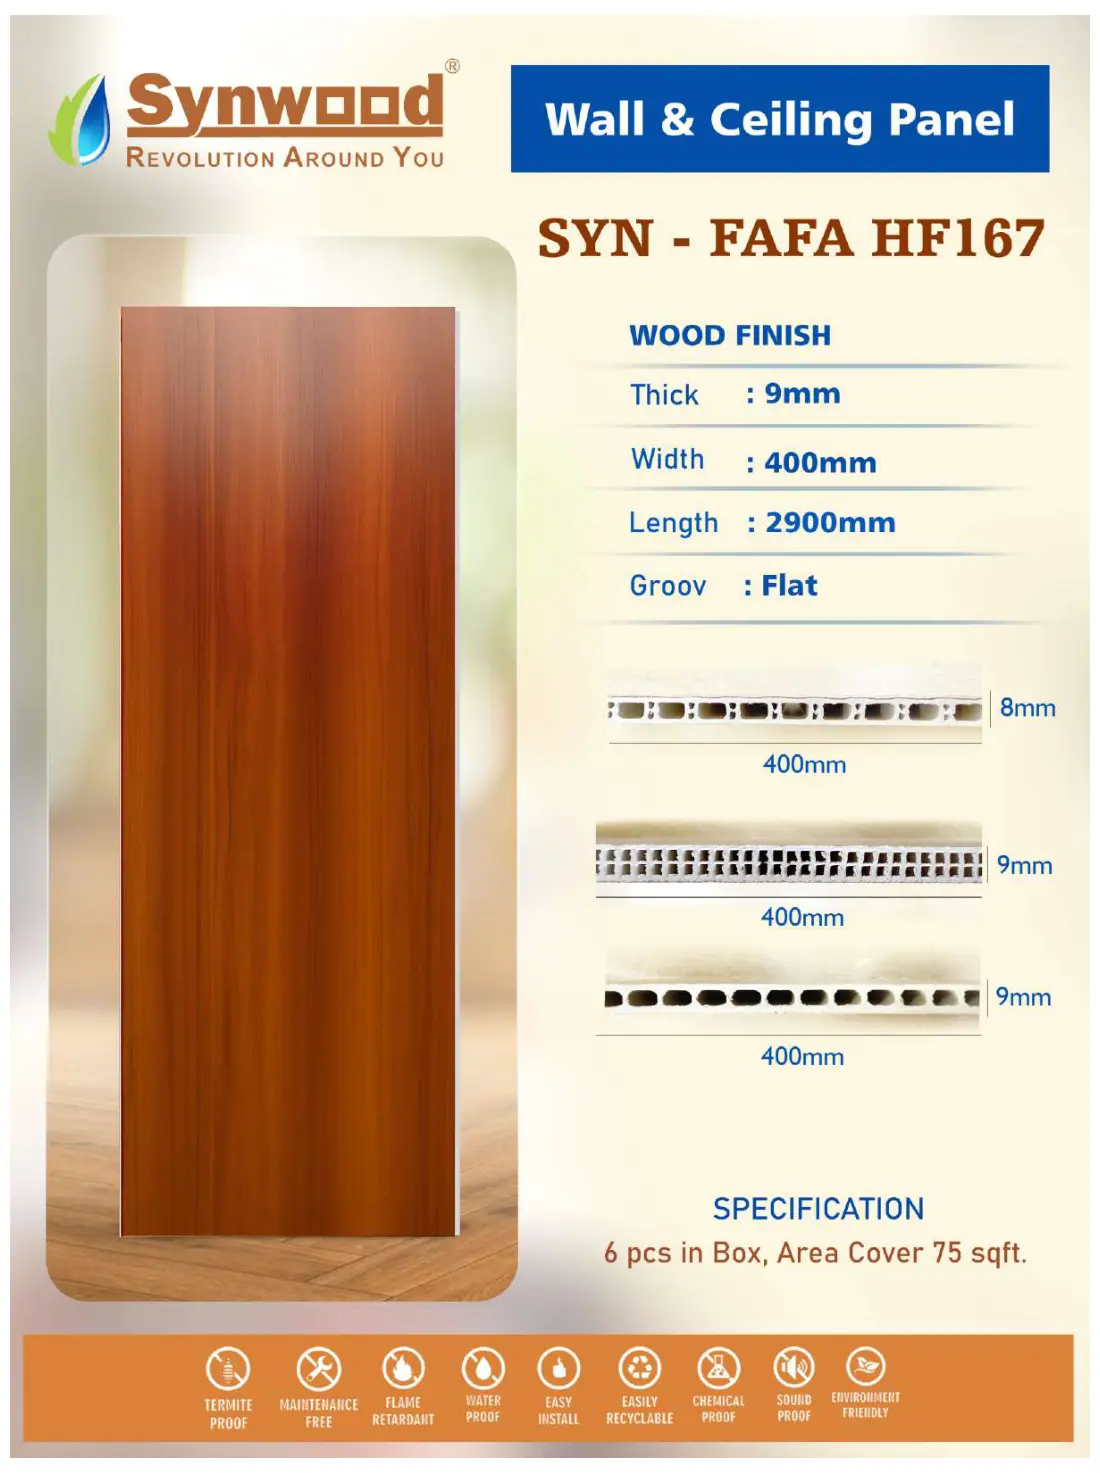 Synwood®
REVOLUTION AROUND YOU
Wall & Ceiling Panel
SYN - FAFA HF167
WOOD FINISH
Thick : 9mm
Width : 400mm
Length : 2900mm
Groov : Flat
8mm
400mm
9mm
400mm
9mm
400mm
SPECIFICATION
6 pcs in Box, Area Cover 75 sqft.
TERMITE
PROOF
MAINTENANCE
FREE
FLAME
RETARDANT
WATER
PROOF
EASY
INSTALL
EASILY
RECYCLABLE
CHEMICAL
PROOF
SOUND
PROOF
ENVIRONMENT
FRIENDLY